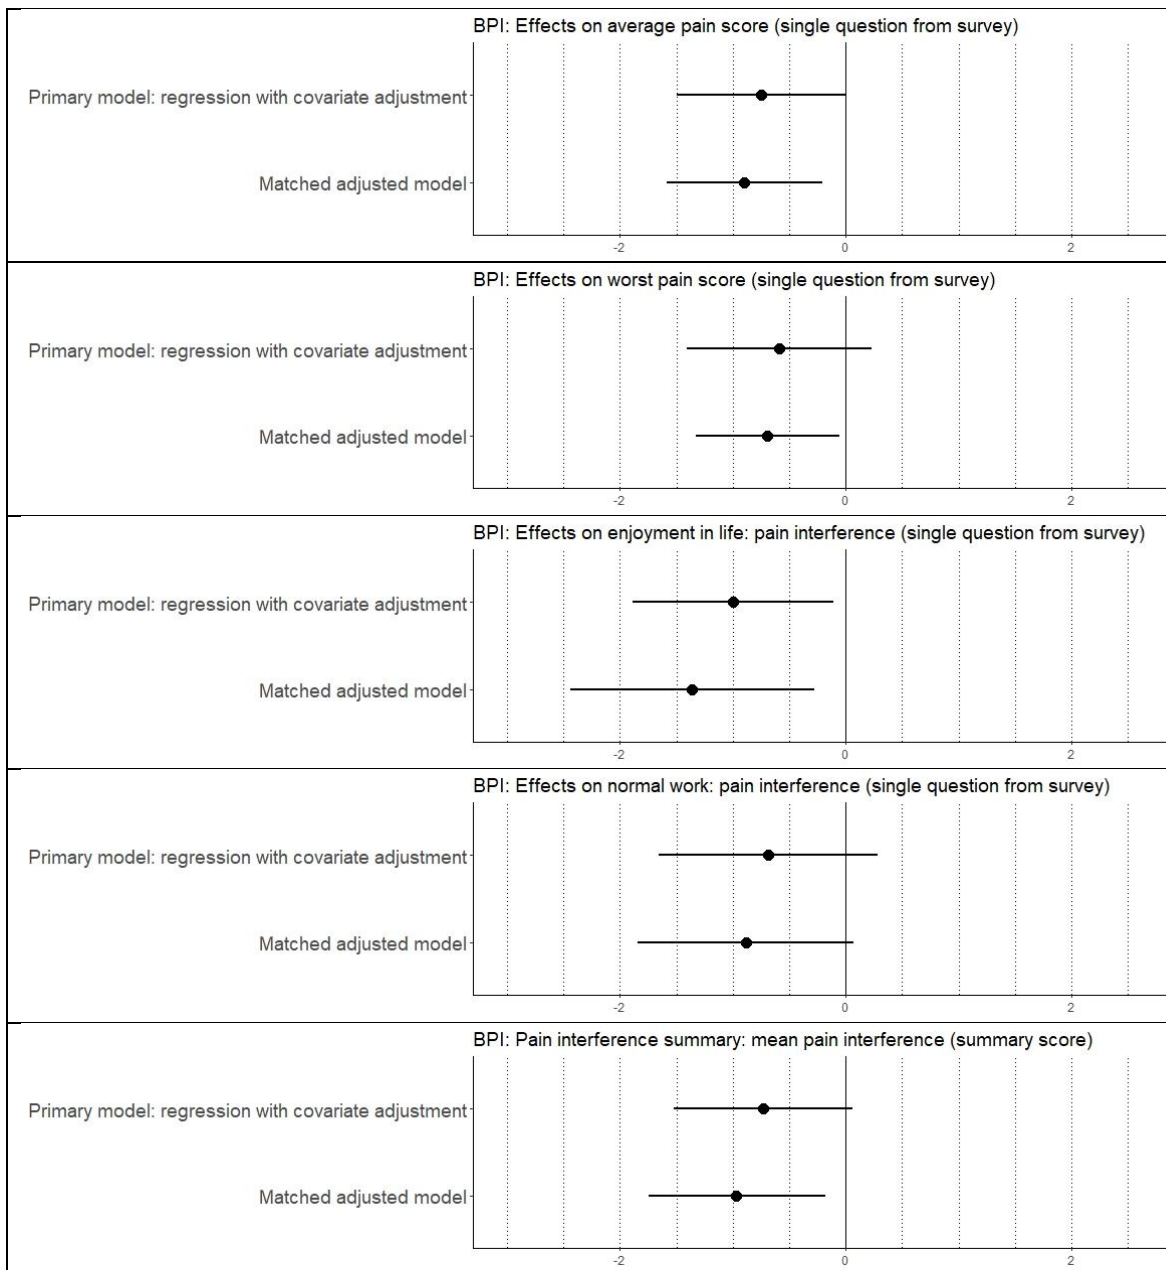 BPI: Effects on average pain score (single question from survey)
Primary model: regression with covariate adjustment
Matched adjusted model
-2 0 2
BPI: Effects on worst pain score (single question from survey)
Primary model: regression with covariate adjustment
Matched adjusted model
-2 0 2
BPI: Effects on enjoyment in life: pain interference (single question from survey)
Primary model: regression with covariate adjustment
Matched adjusted model
-2 0 2
BPI: Effects on normal work: pain interference (single question from survey)
Primary model: regression with covariate adjustment
Matched adjusted model
-2 0 2
BPI: Pain interference summary: mean pain interference (summary score)
Primary model: regression with covariate adjustment
Matched adjusted model
-2 0 2